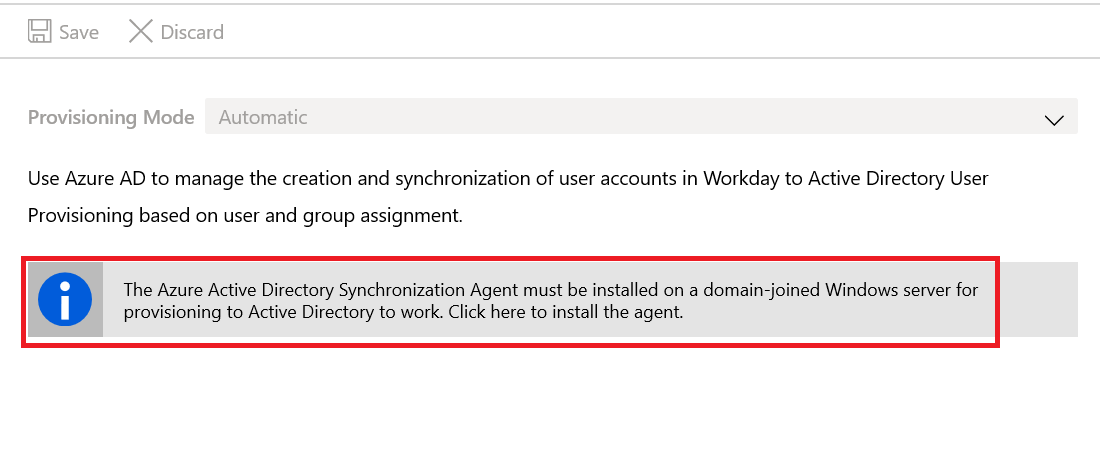 Save Discard
Provisioning Mode Automatic
Use Azure AD to manage the creation and synchronization of user accounts in Workday to Active Directory User
Provisioning based on user and group assignment.
The Azure Active Directory Synchronization Agent must be installed on a domain-joined Windows server for
provisioning to Active Directory to work. Click here to install the agent.